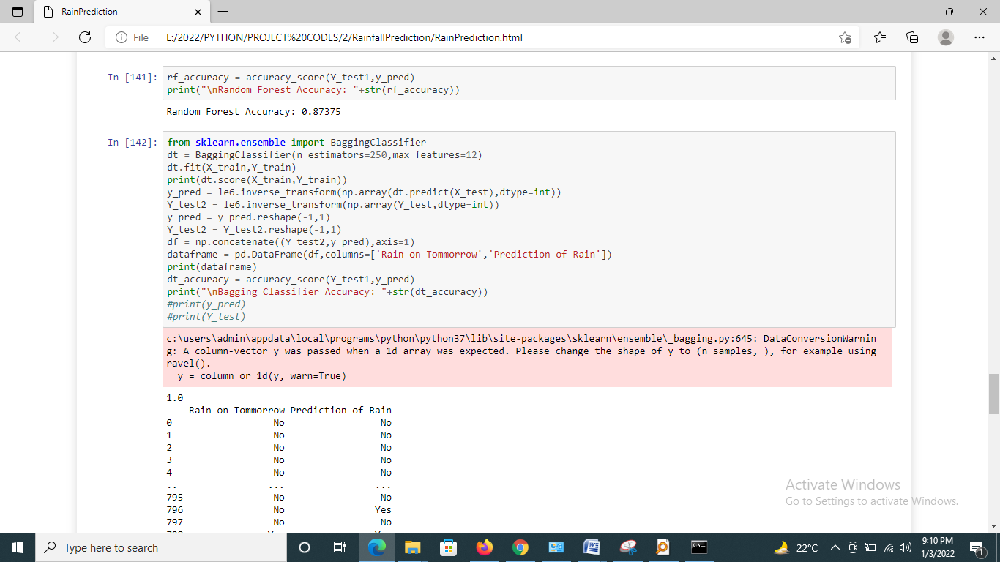 RainPrediction
File
E:/2022/PYTHON/PROJECT%20CODES/2/RainfallPrediction/RainPrediction.html
In [141]:
rf_accuracy = accuracy_score(Y_test1,y_pred)
print("\nRandom Forest Accuracy: "+str(rf_accuracy))
Random Forest Accuracy: 0.87375
In [142]:
from sklearn.ensemble import BaggingClassifier
dt = BaggingClassifier(n_estimators=250,max_features=12)
dt.fit(X_train,Y_train)
print(dt.score(X_train,Y_train))
y_pred = le6.inverse_transform(np.array(dt.predict(X_test),dtype=int))
Y_test2 = le6.inverse_transform(np.array(Y_test,dtype=int))
y_pred = y_pred.reshape(-1,1)
Y_test2 = Y_test2.reshape(-1,1)
df = np.concatenate((Y_test2,y_pred),axis=1)
dataframe = pd.DataFrame(df,columns=['Rain on Tommorrow','Prediction of Rain'])
print(dataframe)
dt_accuracy = accuracy_score(Y_test1,y_pred)
print("\nBagging Classifier Accuracy: "+str(dt_accuracy))
#print(y_pred)
#print(Y_test)
c:\users\admin\appdata\local\programs\python\python37\lib\site-packages\sklearn\ensemble\_bagging.py:645: DataConversionWarnin
g: A column-vector y was passed when a 1d array was expected. Please change the shape of y to (n_samples, ), for example using
ravel().
y = column_or_1d(y, warn=True)
1.0
Rain on Tommorrow Prediction of Rain
0 No No
1 No No
2 No No
3 No No
4 No No
.. ... ...
795 No No
796 No Yes
797 No No
Activate Windows
Go to Settings to activate Windows.
Type here to search
22°C
9:10 PM
1/3/2022
1